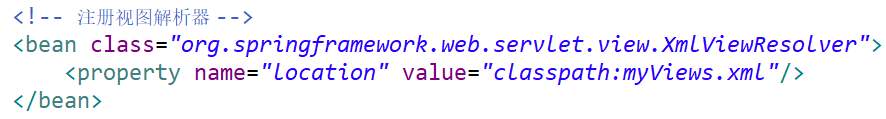 <!-- 注册视图解析器 -->
<bean class="org.springframework.web.servlet.view.XmlViewResolver">
    <property name="location" value="classpath:myViews.xml"/>
</bean>